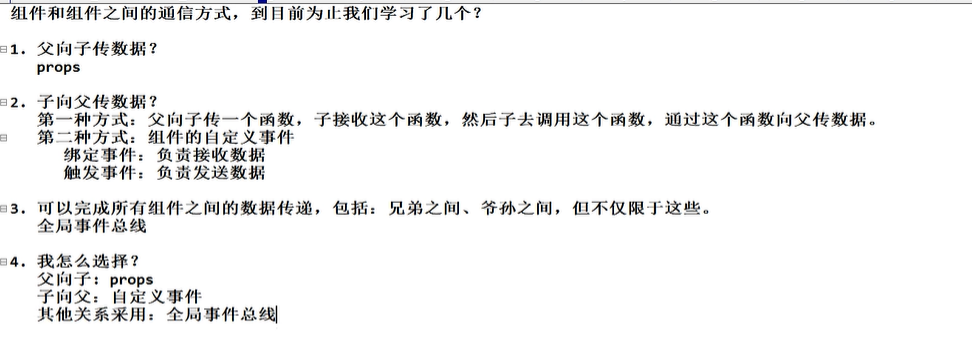 组件和组件之间的通信方式，到目前为止我们学习了几个？
1. 父向子传数据？
props
2. 子向父传数据？
第一种方式：父向子传一个函数，子接收这个函数，然后子去调用这个函数，通过这个函数向父传数据。
第二种方式：组件的自定义事件
绑定事件：负责接收数据
触发事件：负责发送数据
3. 可以完成所有组件之间的数据传递，包括：兄弟之间、爷孙之间，但不仅限于这些。
全局事件总线
4. 我怎么选择？
父向子：props
子向父：自定义事件
其他关系采用：全局事件总线